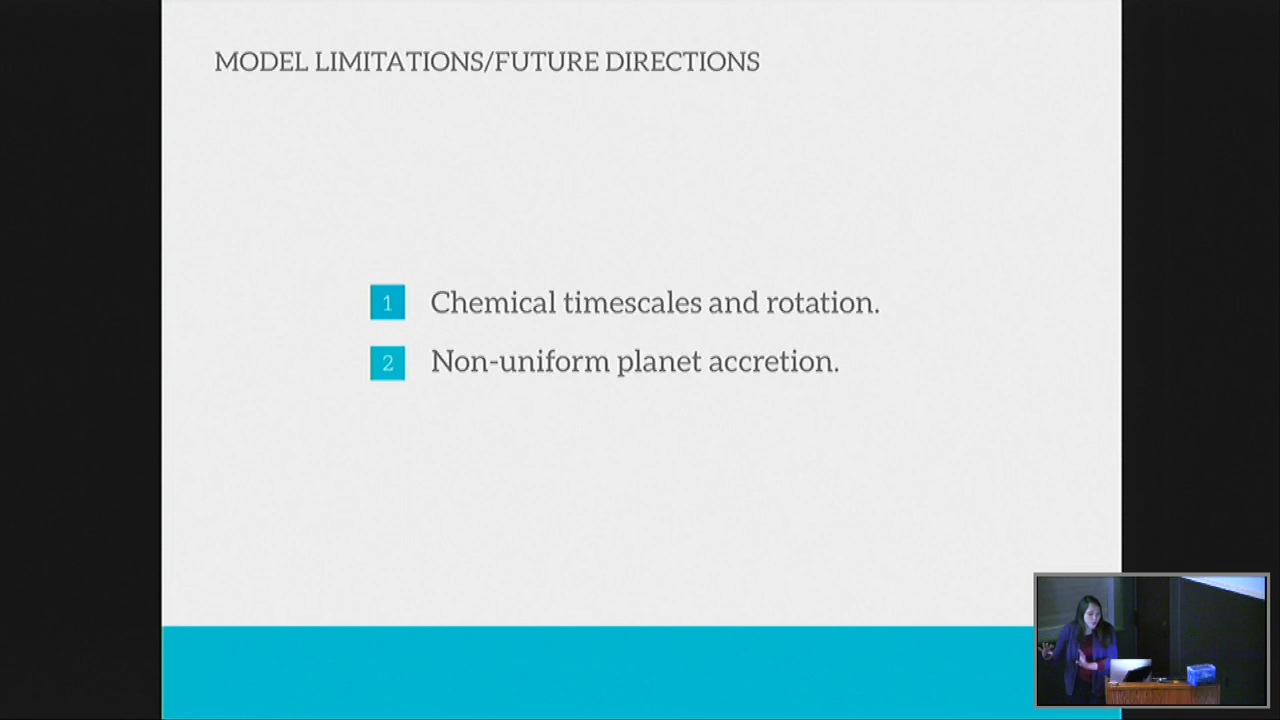 MODEL LIMITATIONS/FUTURE DIRECTIONS
1 Chemical timescales and rotation.
2 Non-uniform planet accretion.